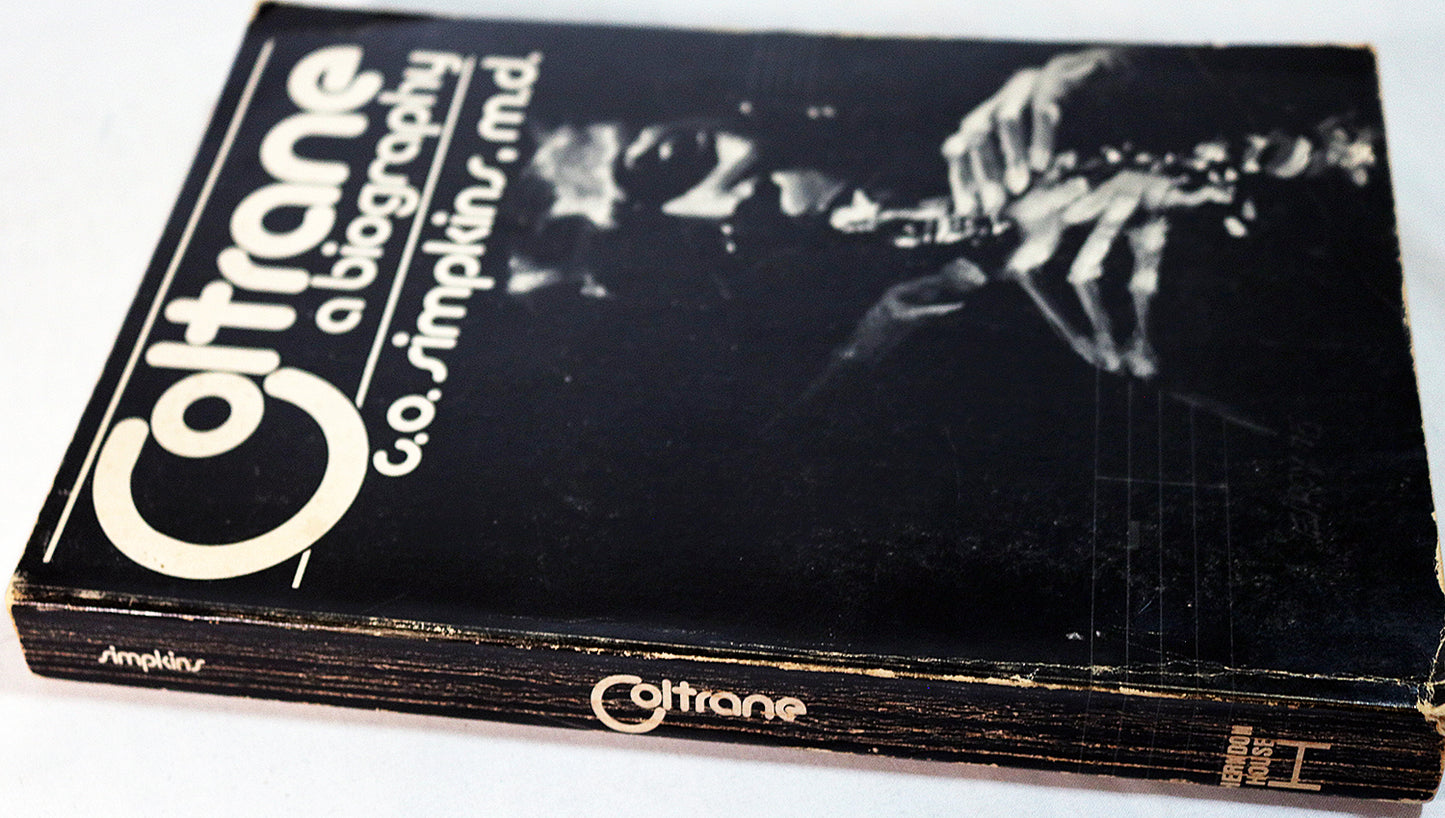 Coltrane
a biography
c.o. simpkins. m.d.
simpkins
Coltrane
HERNDON
HOUSE
H